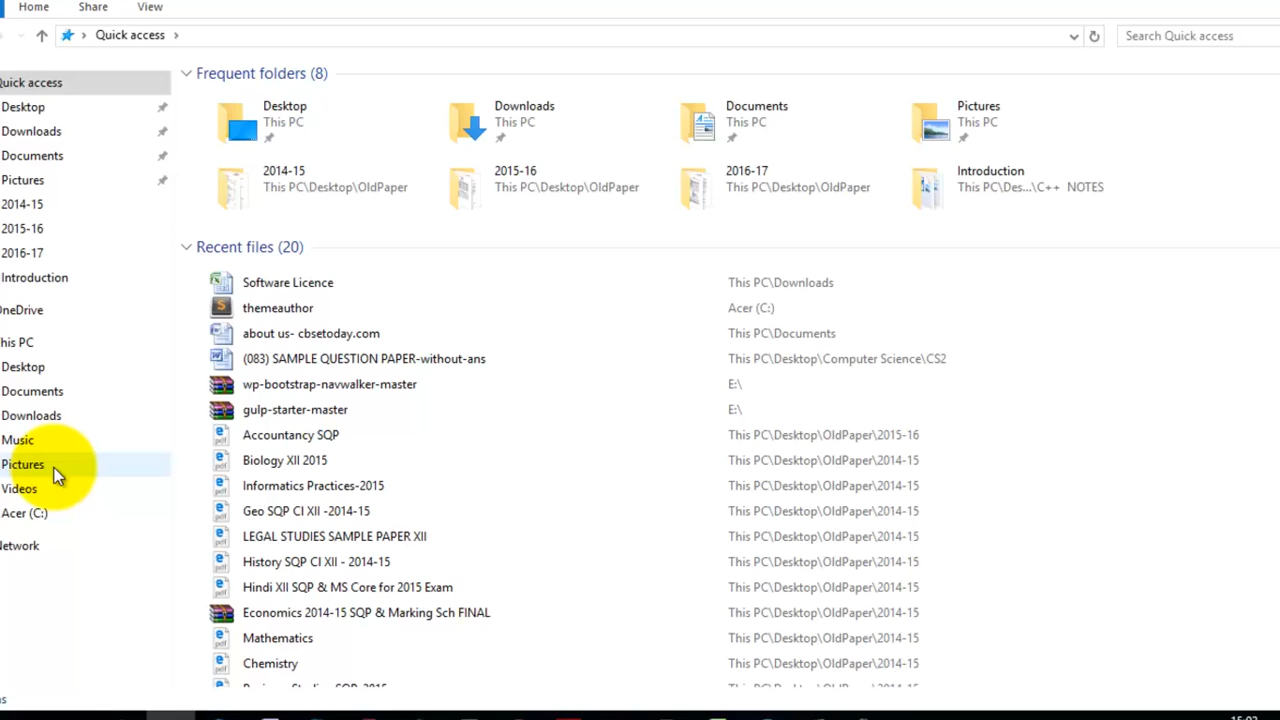 Home Share View
Quick access
Search Quick access
Quick access
Desktop
Downloads
Documents
Pictures
2014-15
2015-16
2016-17
Introduction
OneDrive
This PC
Desktop
Documents
Downloads
Music
Pictures
Videos
Acer (C:)
Network
Frequent folders (8)
Desktop
This PC
Downloads
This PC
Documents
This PC
Pictures
This PC
2014-15
This PC\Desktop\OldPaper
2015-16
This PC\Desktop\OldPaper
2016-17
This PC\Desktop\OldPaper
Introduction
This PC\Des...\C++ NOTES
Recent files (20)
Software Licence This PC\Downloads
themeauthor Acer (C:)
about us- cbsetoday.com This PC\Documents
(083) SAMPLE QUESTION PAPER-without-ans This PC\Desktop\Computer Science\CS2
wp-bootstrap-navwalker-master E:\
gulp-starter-master E:\
Accountancy SQP This PC\Desktop\OldPaper\2015-16
Biology XII 2015 This PC\Desktop\OldPaper\2014-15
Informatics Practices-2015 This PC\Desktop\OldPaper\2014-15
Geo SQP CI XII -2014-15 This PC\Desktop\OldPaper\2014-15
LEGAL STUDIES SAMPLE PAPER XII This PC\Desktop\OldPaper\2014-15
History SQP CI XII - 2014-15 This PC\Desktop\OldPaper\2014-15
Hindi XII SQP & MS Core for 2015 Exam This PC\Desktop\OldPaper\2014-15
Economics 2014-15 SQP & Marking Sch FINAL This PC\Desktop\OldPaper\2014-15
Mathematics This PC\Desktop\OldPaper\2014-15
Chemistry This PC\Desktop\OldPaper\2014-15